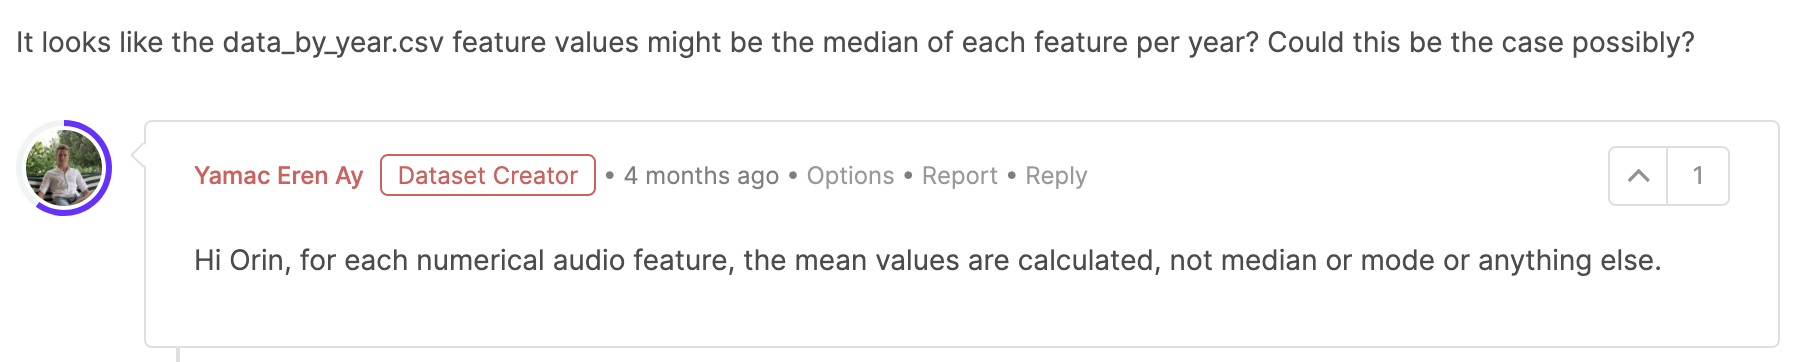 It looks like the data_by_year.csv feature values might be the median of each feature per year? Could this be the case possibly?
Yamac Eren Ay Dataset Creator • 4 months ago • Options • Report • Reply 1
Hi Orin, for each numerical audio feature, the mean values are calculated, not median or mode or anything else.